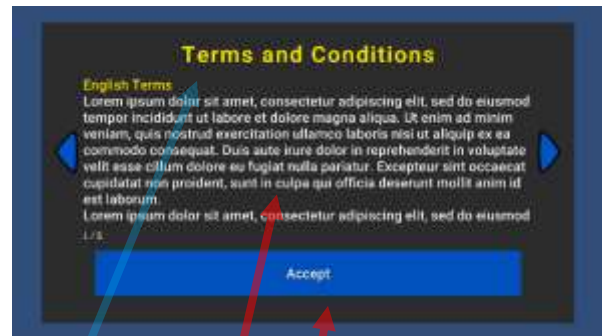 Terms and Conditions
English Terms
Lorem ipsum dolor sit amet, consectetur adipiscing elit, sed do eiusmod
tempor incididunt ut labore et dolore magna aliqua. Ut enim ad minim
veniam, quis nostrud exercitation ullamco laboris nisi ut aliquip ex ea
commodo consequat. Duis aute irure dolor in reprehenderit in voluptate
velit esse cillum dolore eu fugiat nulla pariatur. Excepteur sint occaecat
cupidatat non proident, sunt in culpa qui officia deserunt mollit anim id
est laborum.
Lorem ipsum dolor sit amet, consectetur adipiscing elit, sed do eiusmod
Accept